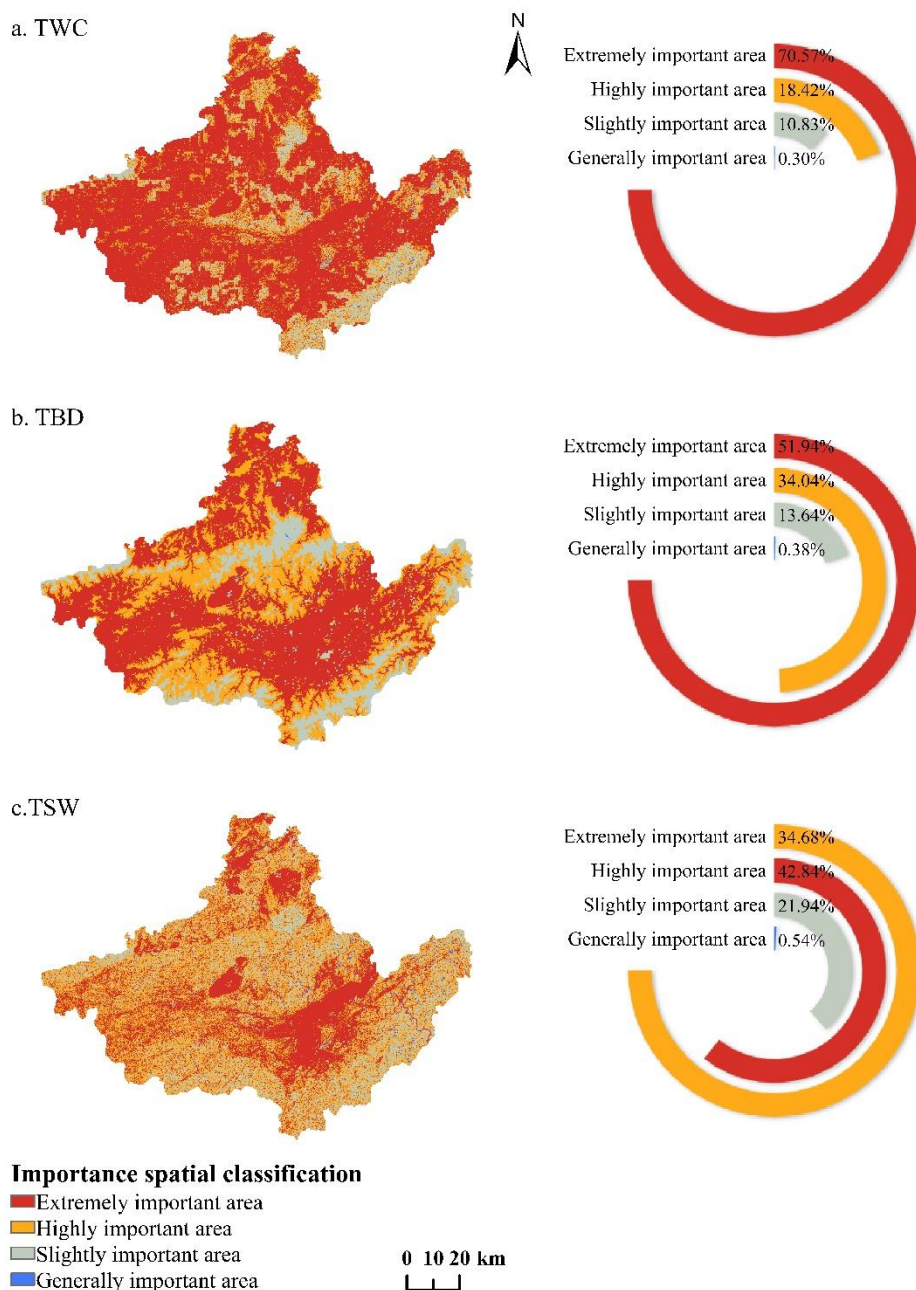 a. TWC
N
Extremely important area 70.57%
Highly important area 18.42%
Slightly important area 10.83%
Generally important area 0.30%
b. TBD
Extremely important area 51.94%
Highly important area 34.04%
Slightly important area 13.64%
Generally important area 0.38%
c.TSW
Extremely important area 34.68%
Highly important area 42.84%
Slightly important area 21.94%
Generally important area 0.54%
Importance spatial classification
Extremely important area
Highly important area
Slightly important area
Generally important area
0 10 20 km